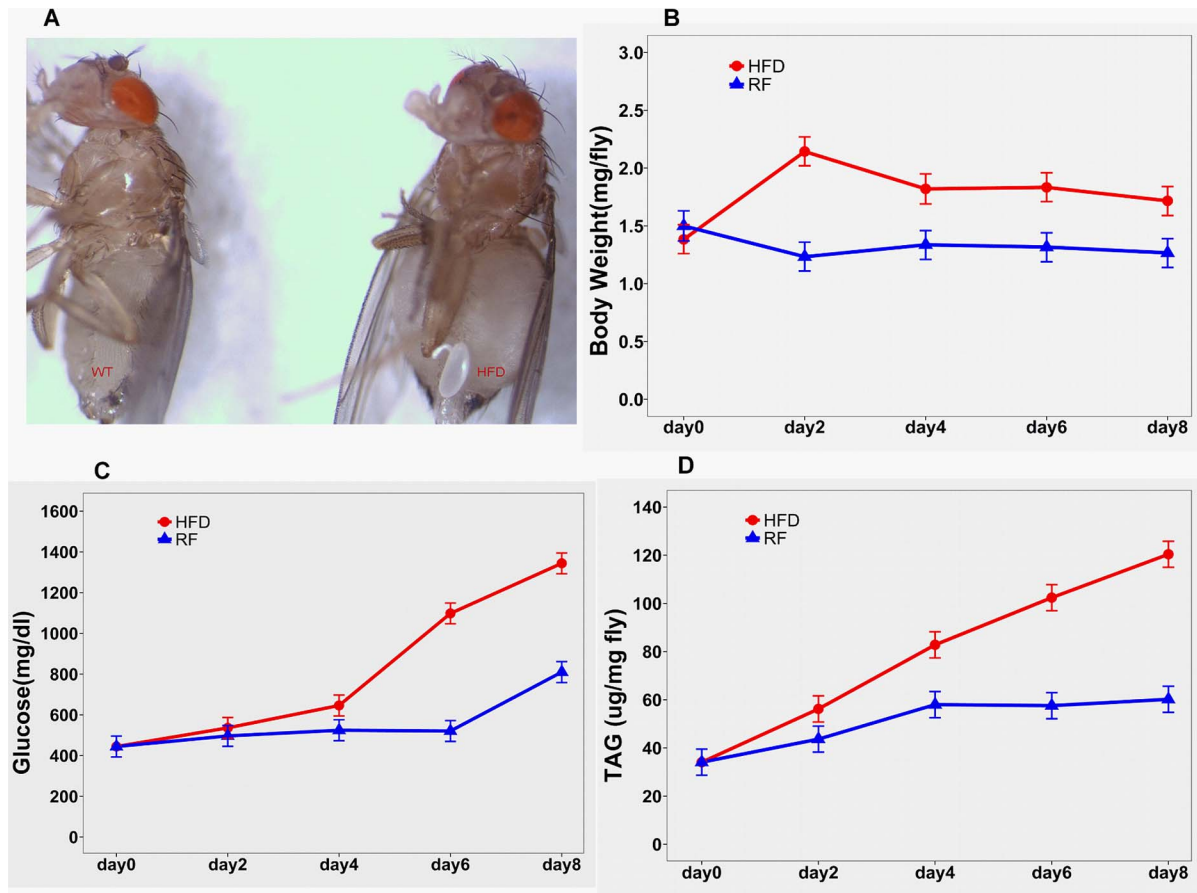 A
WT
HFD
B
HFD
RF
Body Weight(mg/fly)
3.0
2.5
2.0
1.5
1.0
0.5
0.0
day0 day2 day4 day6 day8
C
HFD
RF
Glucose(mg/dl)
1600
1400
1200
1000
800
600
400
200
0
day0 day2 day4 day6 day8
D
HFD
RF
TAG (ug/mg fly)
140
120
100
80
60
40
20
0
day0 day2 day4 day6 day8